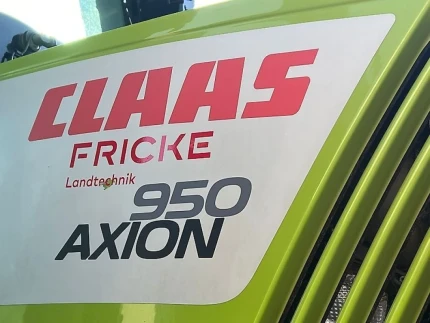 CLAAS
FRICKE
Landtechnik
950
AXION